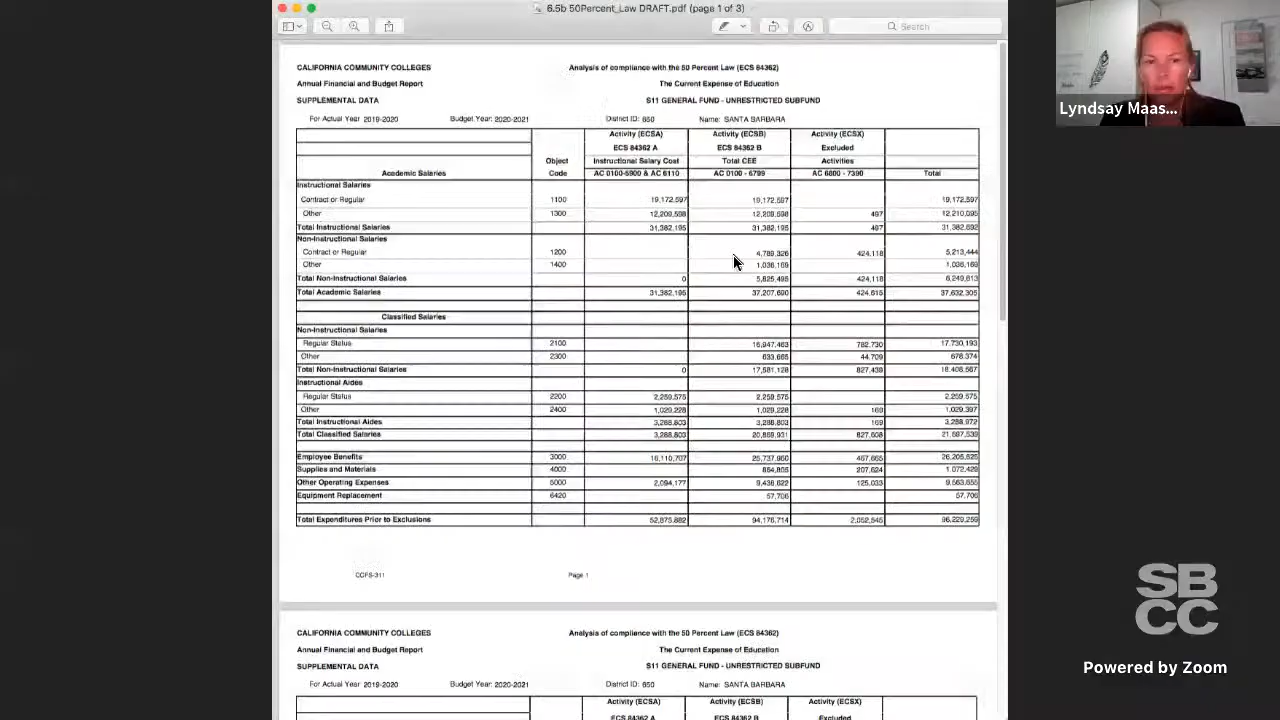 6.5b 50Percent_Law DRAFT.pdf (page 1 of 3)
Search
CALIFORNIA COMMUNITY COLLEGES Analysis of compliance with the 50 Percent Law (ECS 84362)
Annual Financial and Budget Report The Current Expense of Education
SUPPLEMENTAL DATA S11 GENERAL FUND - UNRESTRICTED SUBFUND
For Actual Year 2019-2020 Budget Year: 2020-2021 District ID: 650 Name: SANTA BARBARA
Activity (ECSA) Activity (ECSB) Activity (ECSX)
ECS 84362 A ECS 84362 B Excluded
Object Instructional Salary Cost Total CEE Activities
Academic Salaries Code AC 0100-5900 & AC 6110 AC 0100 - 6799 AC 6800 - 7390 Total
Instructional Salaries
Contract or Regular 1100 19,172,597 19,172,597 19,172,597
Other 1300 12,209,598 12,209,598 497 12,210,095
Total Instructional Salaries 31,382,195 31,382,195 497 31,382,692
Non-Instructional Salaries
Contract or Regular 1200 4,789,326 424,118 5,213,444
Other 1400 1,036,169 1,036,169
Total Non-Instructional Salaries 0 5,825,495 424,118 6,249,613
Total Academic Salaries 31,382,195 37,207,690 424,615 37,632,305
Classified Salaries
Non-Instructional Salaries
Regular Status 2100 16,947,463 782,730 17,730,193
Other 2300 633,665 44,709 678,374
Total Non-Instructional Salaries 0 17,581,128 827,439 18,408,567
Instructional Aides
Regular Status 2200 2,259,575 2,259,575 2,259,575
Other 2400 1,029,228 1,029,228 169 1,029,397
Total Instructional Aides 3,288,803 3,288,803 169 3,288,972
Total Classified Salaries 3,288,803 20,869,931 827,608 21,697,539
Employee Benefits 3000 16,110,707 25,737,960 467,665 26,205,625
Supplies and Materials 4000 864,805 207,624 1,072,429
Other Operating Expenses 5000 2,094,177 9,438,622 125,033 9,563,655
Equipment Replacement 6420 57,706 57,706
Total Expenditures Prior to Exclusions 52,875,882 94,176,714 2,052,545 96,229,259
CCFS-311 Page 1
CALIFORNIA COMMUNITY COLLEGES Analysis of compliance with the 50 Percent Law (ECS 84362)
Annual Financial and Budget Report The Current Expense of Education
SUPPLEMENTAL DATA S11 GENERAL FUND - UNRESTRICTED SUBFUND
For Actual Year 2019-2020 Budget Year: 2020-2021 District ID: 650 Name: SANTA BARBARA
Activity (ECSA) Activity (ECSB) Activity (ECSX)
ECS 84362 A ECS 84362 B Excluded
Lyndsay Maas...
SB
CC
Powered by Zoom